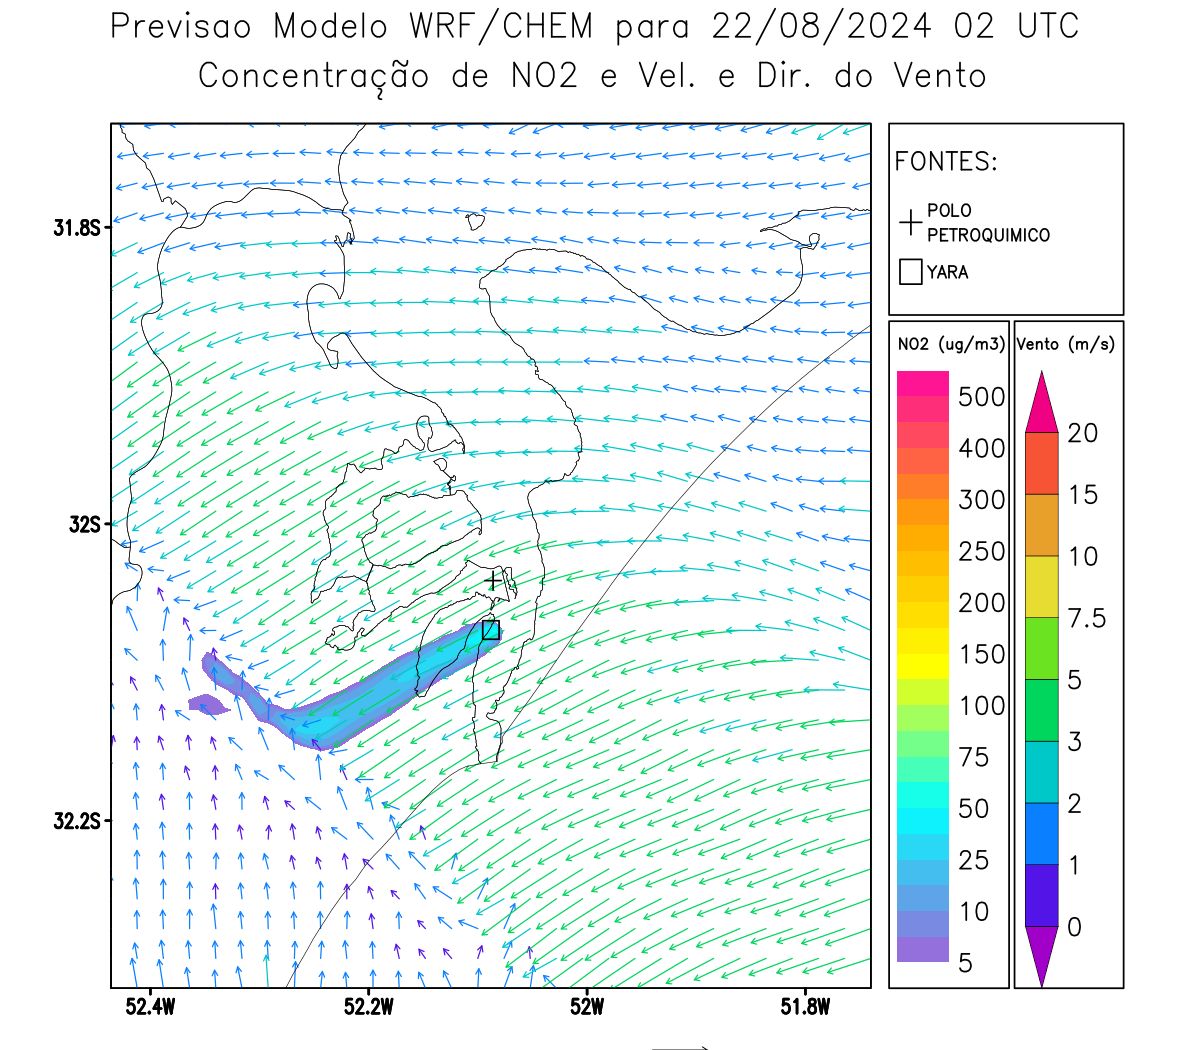 Previsao Modelo WRF/CHEM para 22/08/2024 02 UTC
Concentração de NO2 e Vel. e Dir. do Vento
FONTES:
POLO
PETROQUIMICO
YARA
NO2 (ug/m3)
500
400
300
250
200
150
100
75
50
25
10
5
Vento (m/s)
20
15
10
7.5
5
3
2
1
0
31.8S
32S
32.2S
52.4W
52.2W
52W
51.8W